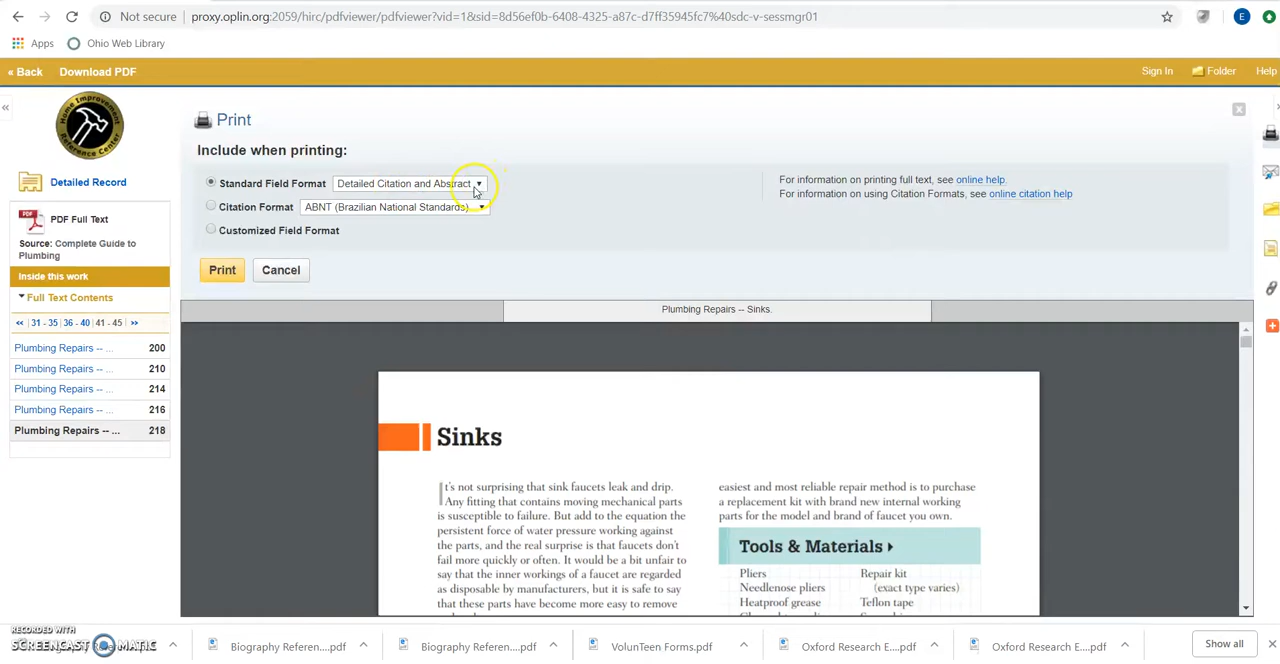 Not secure
proxy.oplin.org:2059/hirc/pdfviewer/pdfviewer?vid=1&sid=8d56ef0b-6408-4325-a87c-d7ff35945fc7%40sdc-v-sessmgr01
E
Apps
Ohio Web Library
« Back
Download PDF
Sign In
Folder
Help
Home Improvement
Reference Center
Detailed Record
PDF Full Text
Source: Complete Guide to
Plumbing
Inside this work
Full Text Contents
<< 31 - 35 36 - 40 41 - 45 >>
Plumbing Repairs -- ... 200
Plumbing Repairs -- ... 210
Plumbing Repairs -- ... 214
Plumbing Repairs -- ... 216
Plumbing Repairs -- ... 218
Print
Include when printing:
Standard Field Format
Detailed Citation and Abstract
Citation Format
ABNT (Brazilian National Standards)
Customized Field Format
Print
Cancel
For information on printing full text, see online help.
For information on using Citation Formats, see online citation help
Plumbing Repairs -- Sinks.
Sinks
It's not surprising that sink faucets leak and drip.
Any fitting that contains moving mechanical parts
is susceptible to failure. But add to the equation the
persistent force of water pressure working against
the parts, and the real surprise is that faucets don't
fail more quickly or often. It would be a bit unfair to
say that the inner workings of a faucet are regarded
as disposable by manufacturers, but it is safe to say
that these parts have become more easy to remove
easiest and most reliable repair method is to purchase
a replacement kit with brand new internal working
parts for the model and brand of faucet you own.
Tools & Materials
Pliers
Needlenose pliers
Heatproof grease
Repair kit
(exact type varies)
Teflon tape
RECORDED WITH
SCREENCAST MATIC
Biography Referen....pdf
Biography Referen....pdf
VolunTeen Forms.pdf
Oxford Research E....pdf
Oxford Research E....pdf
Show all